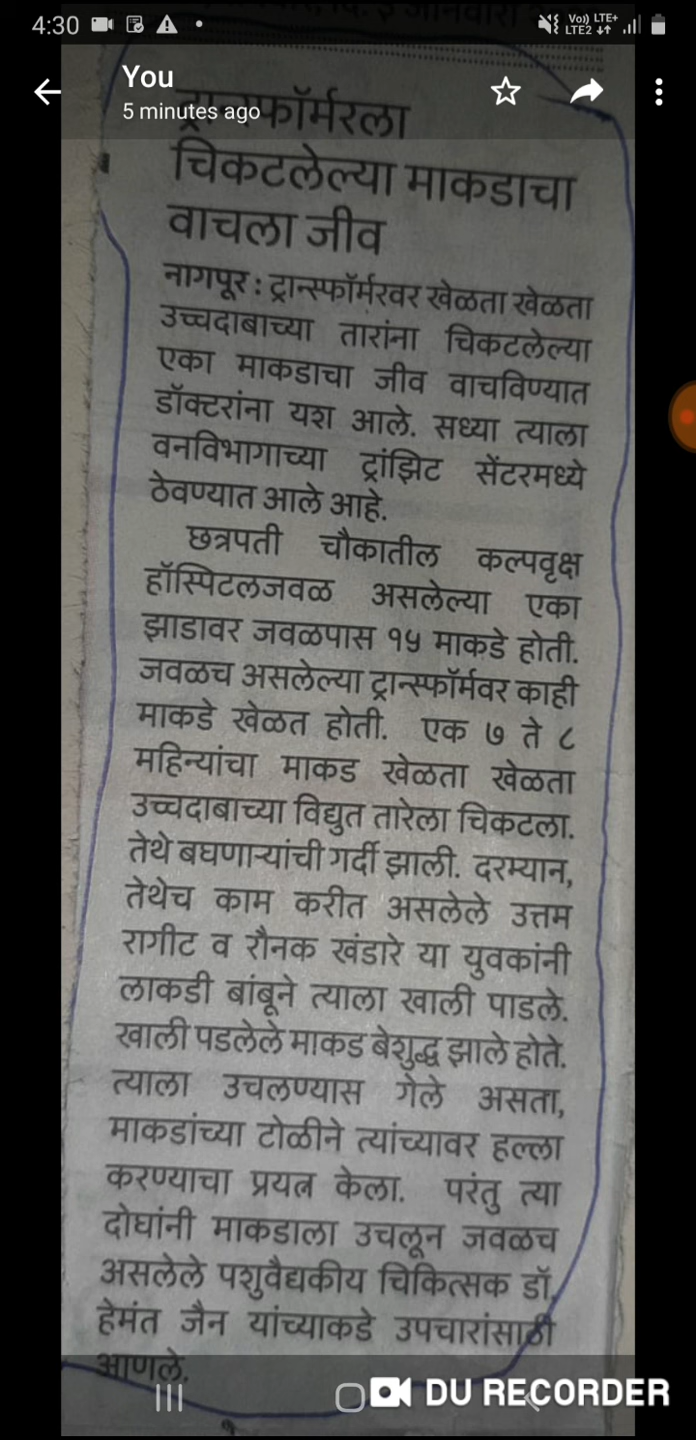 4:30
Vo)) LTE+
LTE2
You
5 minutes ago
ट्रान्सफॉर्मरला
चिकटलेल्या माकडाचा
वाचला जीव
नागपूर : ट्रान्स्फॉर्मरवर खेळता खेळता
उच्चदाबाच्या तारांना चिकटलेल्या
एका माकडाचा जीव वाचविण्यात
डॉक्टरांना यश आले. सध्या त्याला
वनविभागाच्या ट्रांझिट सेंटरमध्ये
ठेवण्यात आले आहे.
छत्रपती चौकातील कल्पवृक्ष
हॉस्पिटलजवळ असलेल्या एका
झाडावर जवळपास १५ माकडे होती.
जवळच असलेल्या ट्रान्स्फॉर्मवर काही
माकडे खेळत होती. एक ७ ते ८
महिन्यांचा माकड खेळता खेळता
उच्चदाबाच्या विद्युत तारेला चिकटला.
तेथे बघणाऱ्यांची गर्दी झाली. दरम्यान,
तेथेच काम करीत असलेले उत्तम
रागीट व रौनक खंडारे या युवकांनी
लाकडी बांबूने त्याला खाली पाडले.
खाली पडलेले माकड बेशुद्ध झाले होते.
त्याला उचलण्यास गेले असता,
माकडांच्या टोळीने त्यांच्यावर हल्ला
करण्याचा प्रयत्न केला. परंतु त्या
दोघांनी माकडाला उचलून जवळच
असलेले पशुवैद्यकीय चिकित्सक डॉ.
हेमंत जैन यांच्याकडे उपचारांसाठी
आणले.
DU RECORDER